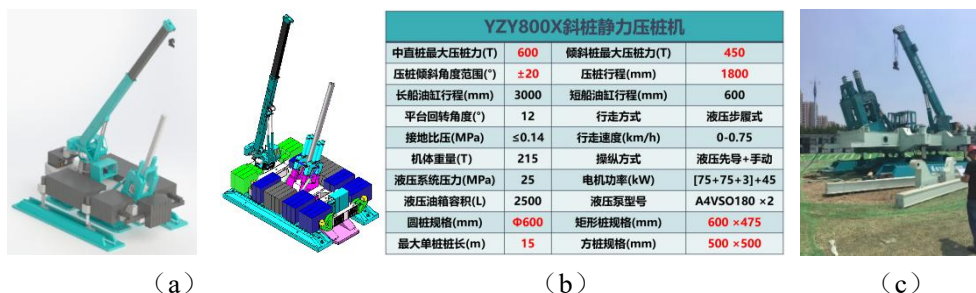 YZY800X斜桩静力压桩机
中直桩最大压桩力(T) 600 倾斜桩最大压桩力(T) 450
压桩倾斜角度范围(°) ±20 压桩行程(mm) 1800
长船油缸行程(mm) 3000 短船油缸行程(mm) 600
平台回转角度(°) 12 行走方式 液压步履式
接地比压(MPa) ≤0.14 行走速度(km/h) 0-0.75
机体重量(T) 215 操纵方式 液压先导+手动
液压系统压力(MPa) 25 电机功率(kW) [75+75+3]+45
液压油箱容积(L) 2500 液压泵型号 A4VSO180 ×2
圆桩规格(mm) Φ600 矩形桩规格(mm) 600 ×475
最大单桩桩长(m) 15 方桩规格(mm) 500 ×500
(a) (b) (c)